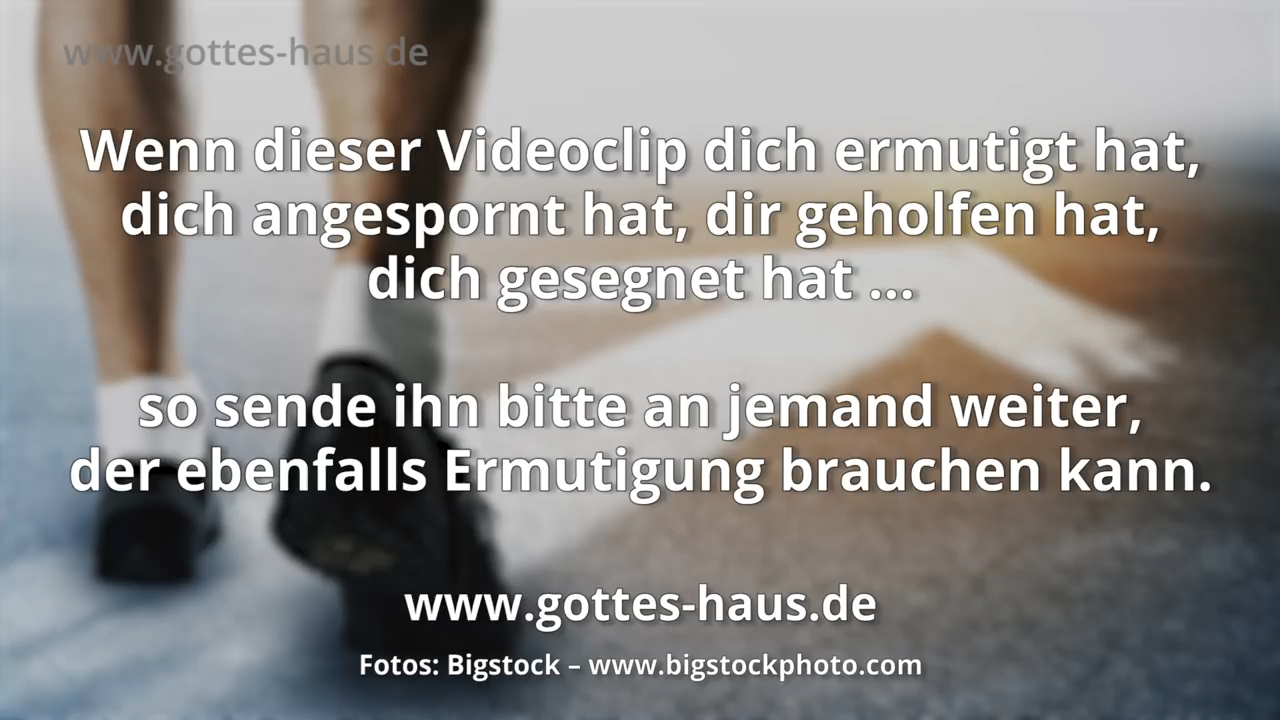 www.gottes-haus.de
Wenn dieser Videoclip dich ermutigt hat,
dich angespornt hat, dir geholfen hat,
dich gesegnet hat ...
so sende ihn bitte an jemand weiter,
der ebenfalls Ermutigung brauchen kann.
www.gottes-haus.de
Fotos: Bigstock – www.bigstockphoto.com